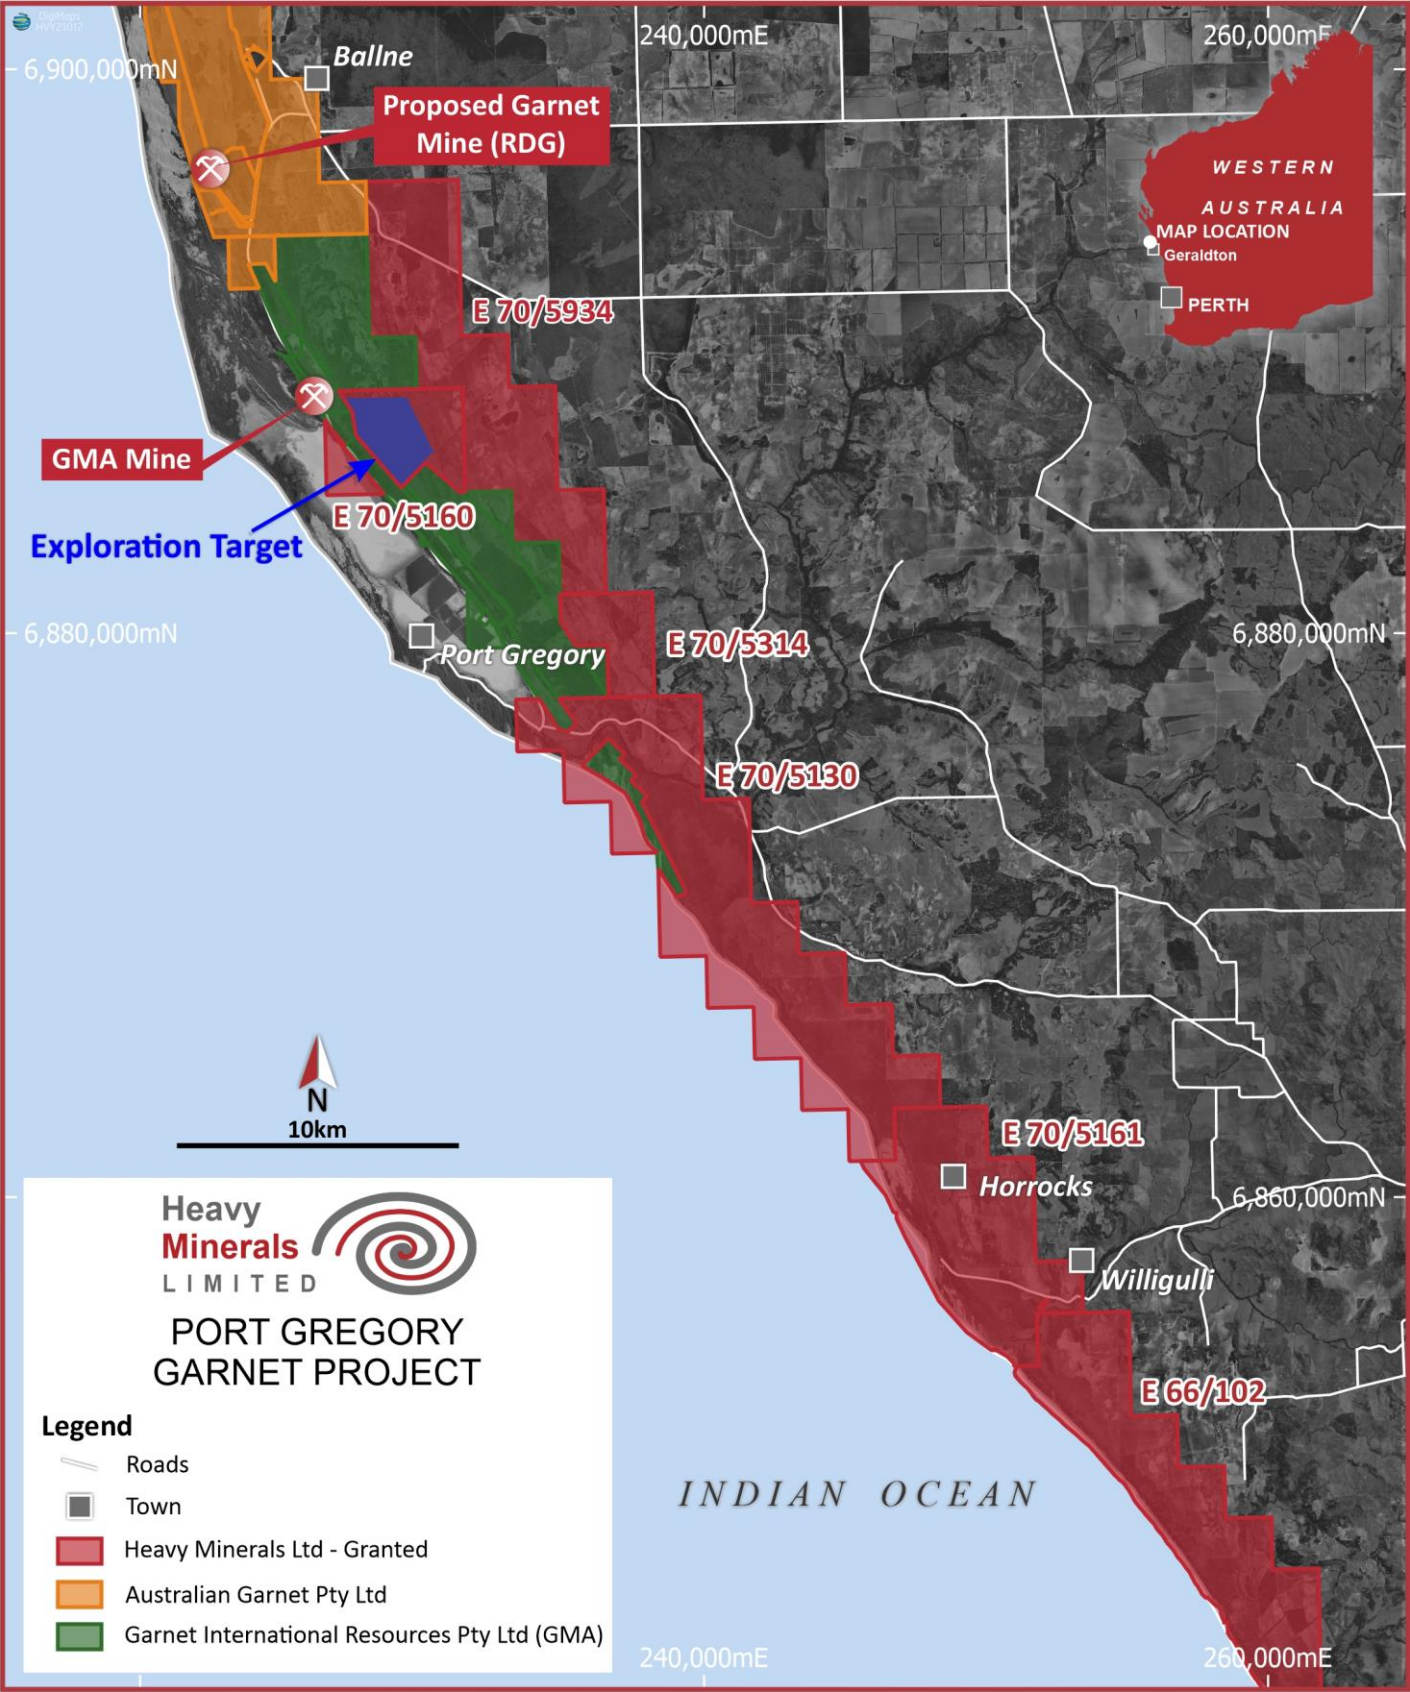 DigMaps
HVY21012
240,000mE
260,000mE
6,900,000mN
Ballne
Proposed Garnet
Mine (RDG)
WESTERN
AUSTRALIA
MAP LOCATION
Geraldton
PERTH
E 70/5934
GMA Mine
E 70/5160
Exploration Target
6,880,000mN
6,880,000mN
Port Gregory
E 70/5314
E 70/5130
N
10km
E 70/5161
Horrocks
6,860,000mN
Willigulli
E 66/102
Heavy
Minerals
LIMITED
PORT GREGORY
GARNET PROJECT
Legend
Roads
Town
Heavy Minerals Ltd - Granted
Australian Garnet Pty Ltd
Garnet International Resources Pty Ltd (GMA)
INDIAN OCEAN
240,000mE
260,000mE